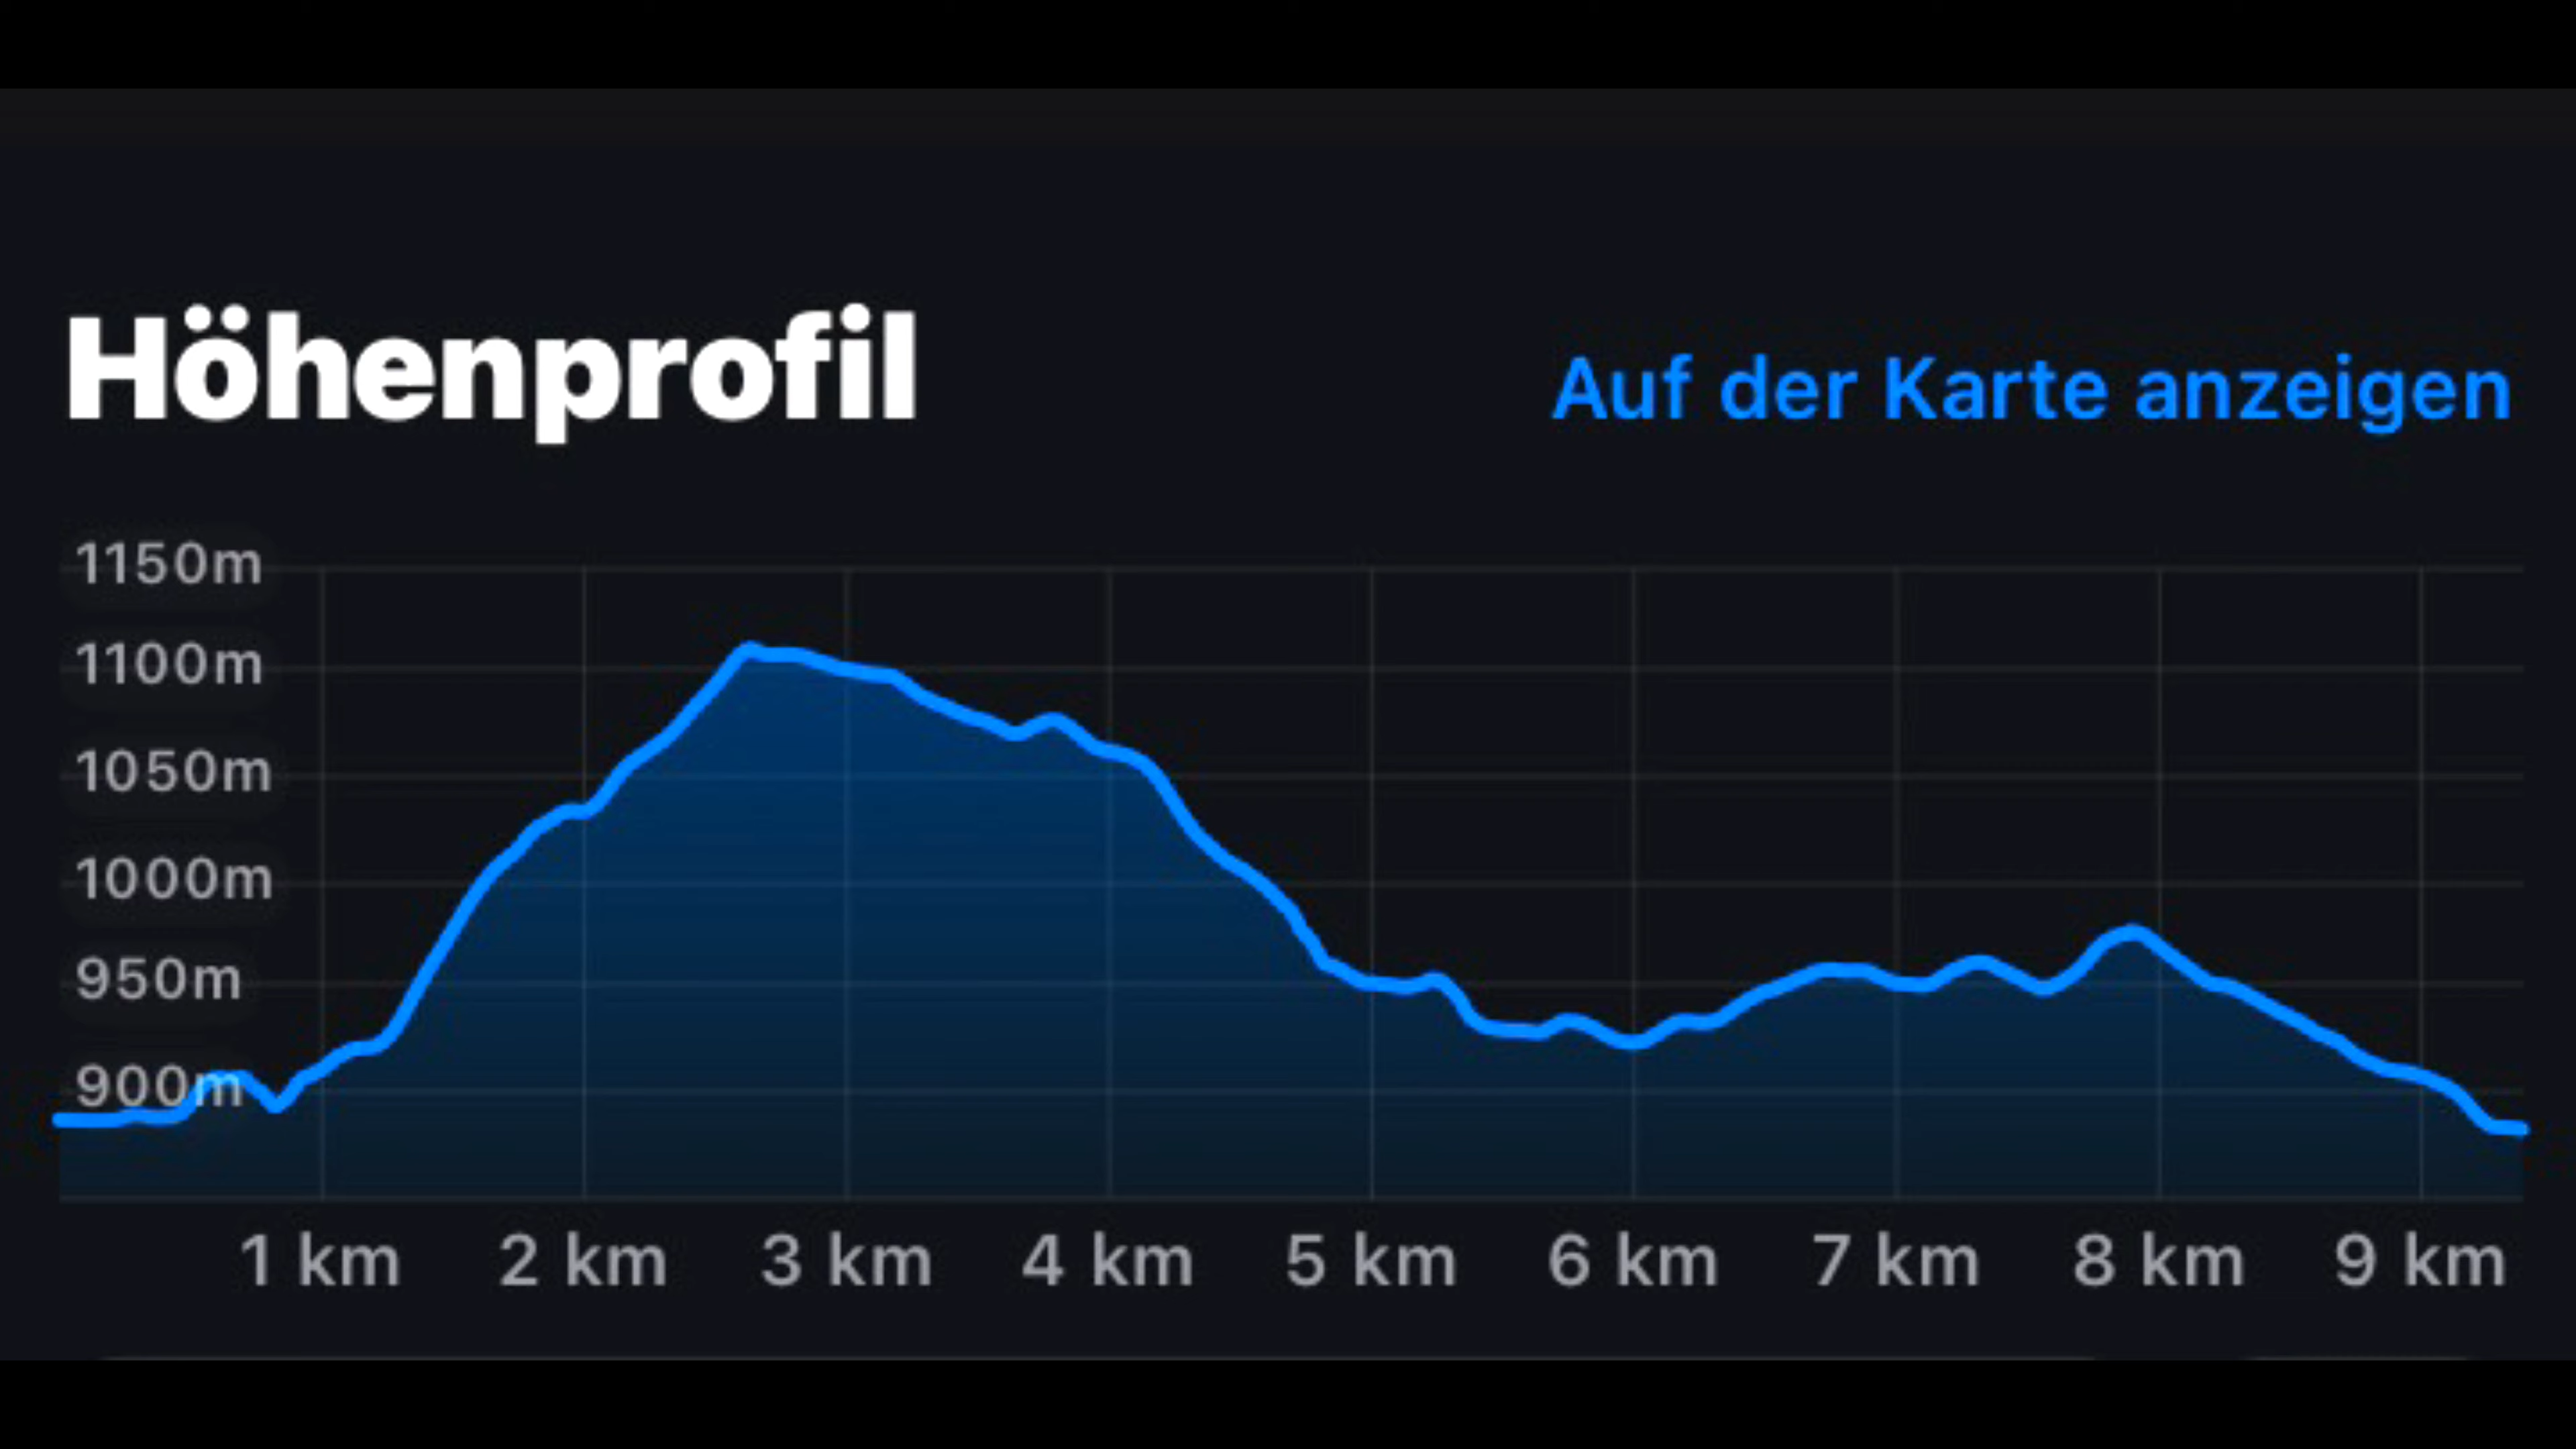 Höhenprofil
Auf der Karte anzeigen
1150m
1100m
1050m
1000m
950m
900m
1 km 2 km 3 km 4 km 5 km 6 km 7 km 8 km 9 km